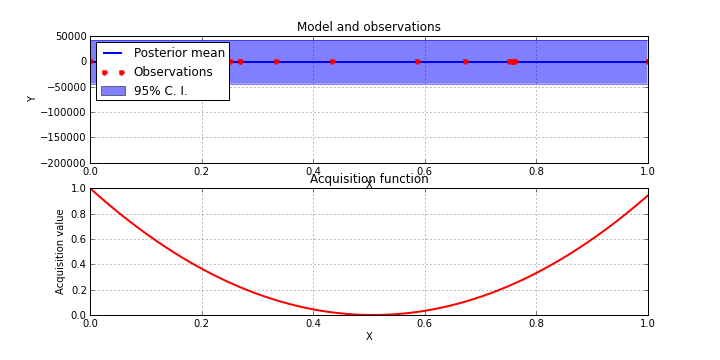 Model and observations
50000
0
−50000
−100000
−150000
−200000
Y
Posterior mean
Observations
95% C. I.
0.0 0.2 0.4 0.6 0.8 1.0
X
Acquisition function
1.0
0.8
0.6
0.4
0.2
0.0
Acquisition value
0.0 0.2 0.4 0.6 0.8 1.0
X